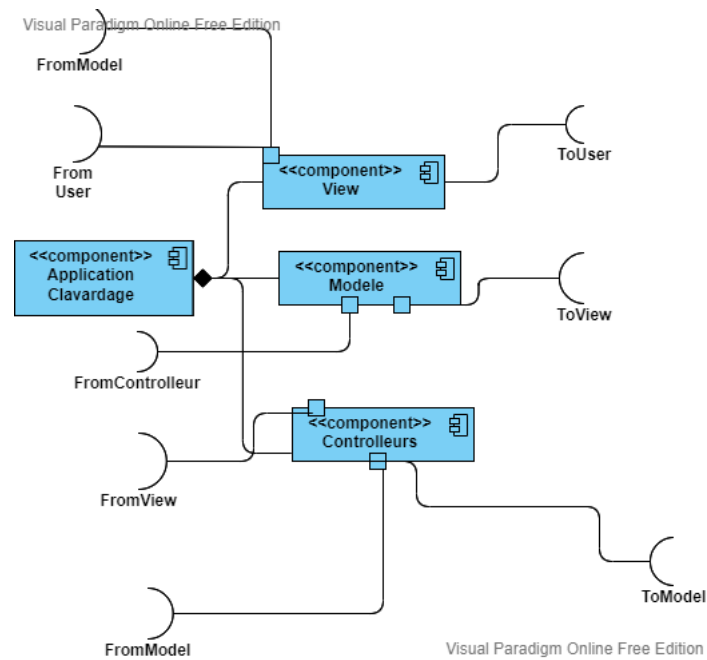 Visual Paradigm Online Free Edition
FromModel
From
User
ToUser
<<component>>
View
<<component>>
Application
Clavardage
<<component>>
Modele
ToView
FromControlleur
<<component>>
Controlleurs
FromView
ToModel
FromModel
Visual Paradigm Online Free Edition